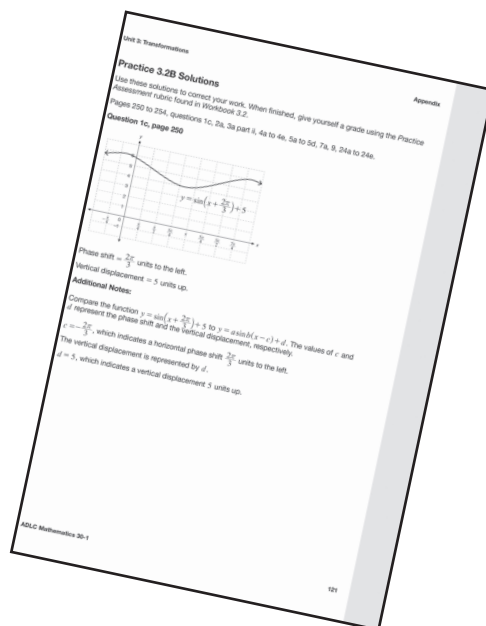 Unit 3: Transformations
Appendix
Practice 3.2B Solutions
Use these solutions to correct your work. When finished, give yourself a grade using the Practice
Assessment rubric found in Workbook 3.2.
Pages 250 to 254, questions 1c, 2a, 3a part ii, 4a to 4e, 5a to 5d, 7a, 9, 24a to 24e.
Question 1c, page 250
y
y = sin(x + 2π/3) + 5
x
Phase shift = 2π/3 units to the left.
Vertical displacement = 5 units up.
Additional Notes:
Compare the function y = sin(x + 2π/3) + 5 to y = a sin b(x − c) + d. The values of c and
d represent the phase shift and the vertical displacement, respectively.
c = − 2π/3, which indicates a horizontal phase shift 2π/3 units to the left.
The vertical displacement is represented by d.
d = 5, which indicates a vertical displacement 5 units up.
ADLC Mathematics 30-1
121